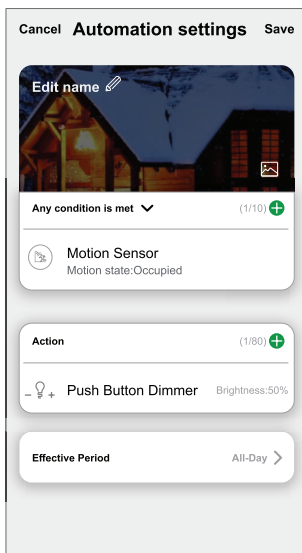 Cancel Automation settings Save
Edit name
Any condition is met (1/10)
Motion Sensor
Motion state:Occupied
Action (1/80)
Push Button Dimmer Brightness:50%
Effective Period All-Day